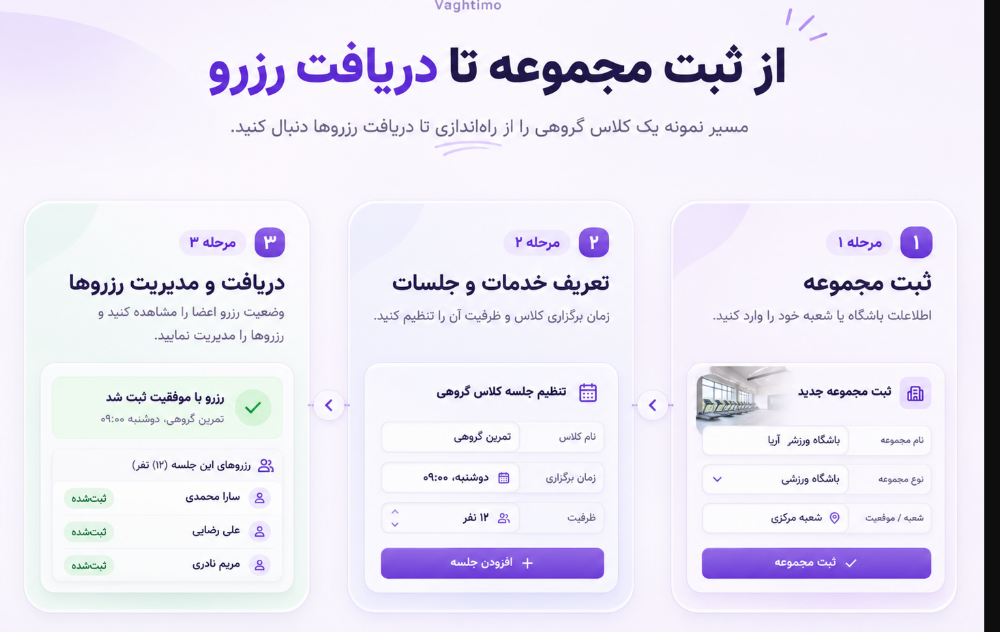 Vaghtimo
از ثبت مجموعه تا دریافت رزرو
مسیر نمونه یک کلاس گروهی را از راه‌اندازی تا دریافت رزروها دنبال کنید.
۱
مرحله ۱
ثبت مجموعه
اطلاعات باشگاه یا شعبه خود را وارد کنید.
ثبت مجموعه جدید
نام مجموعه
باشگاه ورزشی آریا
نوع مجموعه
باشگاه ورزشی
شعبه / موقعیت
شعبه مرکزی
ثبت مجموعه
۲
مرحله ۲
تعریف خدمات و جلسات
زمان برگزاری کلاس و ظرفیت آن را تنظیم کنید.
تنظیم جلسه کلاس گروهی
نام کلاس
تمرین گروهی
زمان برگزاری
دوشنبه، ۰۹:۰۰
ظرفیت
۱۲ نفر
افزودن جلسه
۳
مرحله ۳
دریافت و مدیریت رزروها
وضعیت رزرو اعضا را مشاهده کنید و
رزروها را مدیریت نمایید.
رزرو با موفقیت ثبت شد
تمرین گروهی، دوشنبه ۰۹:۰۰
رزروهای این جلسه (۱۲ نفر)
سارا محمدی
ثبت‌شده
علی رضایی
ثبت‌شده
مریم نادری
ثبت‌شده